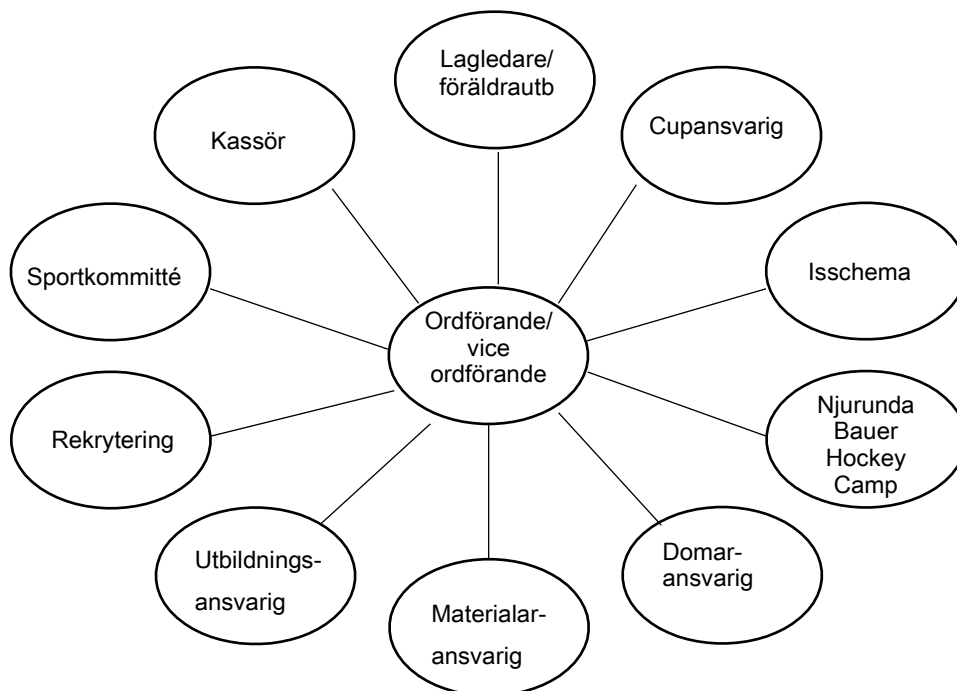 Lagledare/
föräldrautb
Kassör
Cupansvarig
Sportkommitté
Isschema
Ordförande/
vice
ordförande
Rekrytering
Njurunda
Bauer
Hockey
Camp
Utbildnings-
ansvarig
Domar-
ansvarig
Materialar-
ansvarig